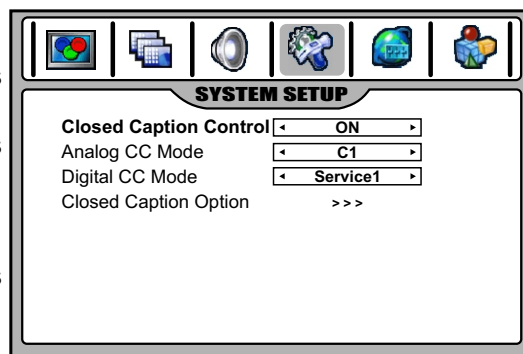 SYSTEM SETUP
Closed Caption Control ON
Analog CC Mode C1
Digital CC Mode Service1
Closed Caption Option >>>